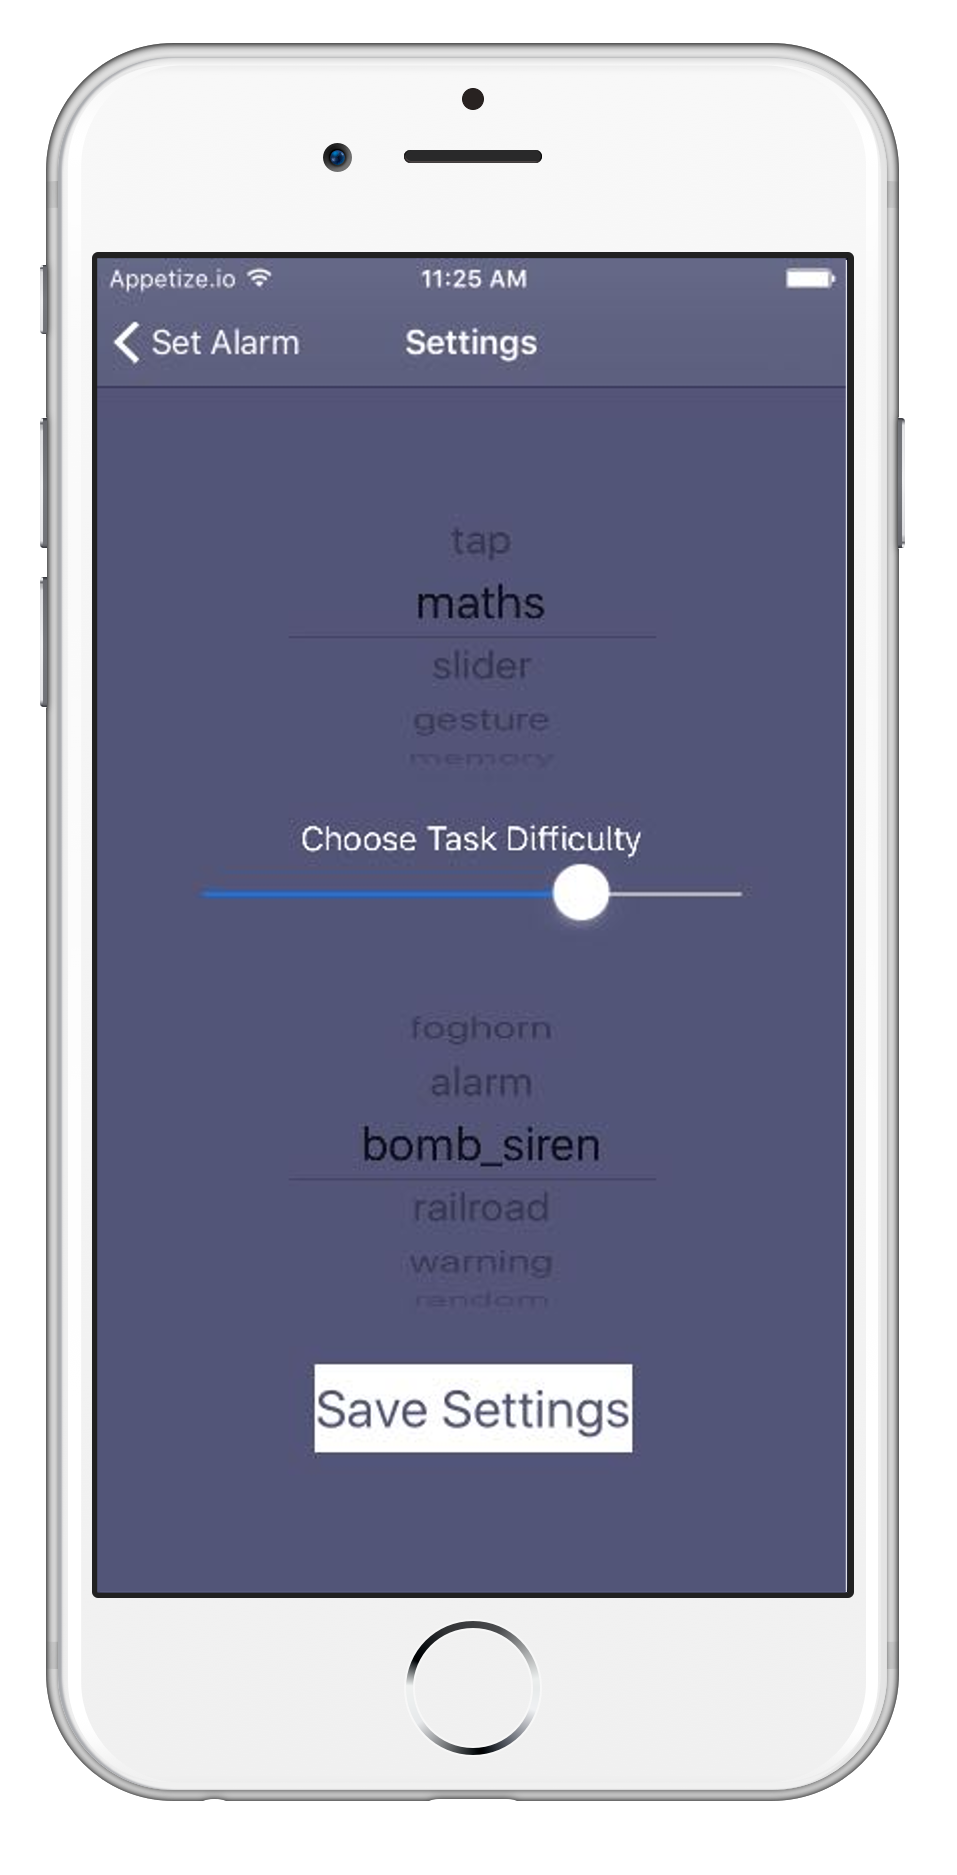 Appetize.io 11:25 AM
Set Alarm Settings
tap
maths
slider
gesture
memory
Choose Task Difficulty
foghorn
alarm
bomb_siren
railroad
warning
random
Save Settings